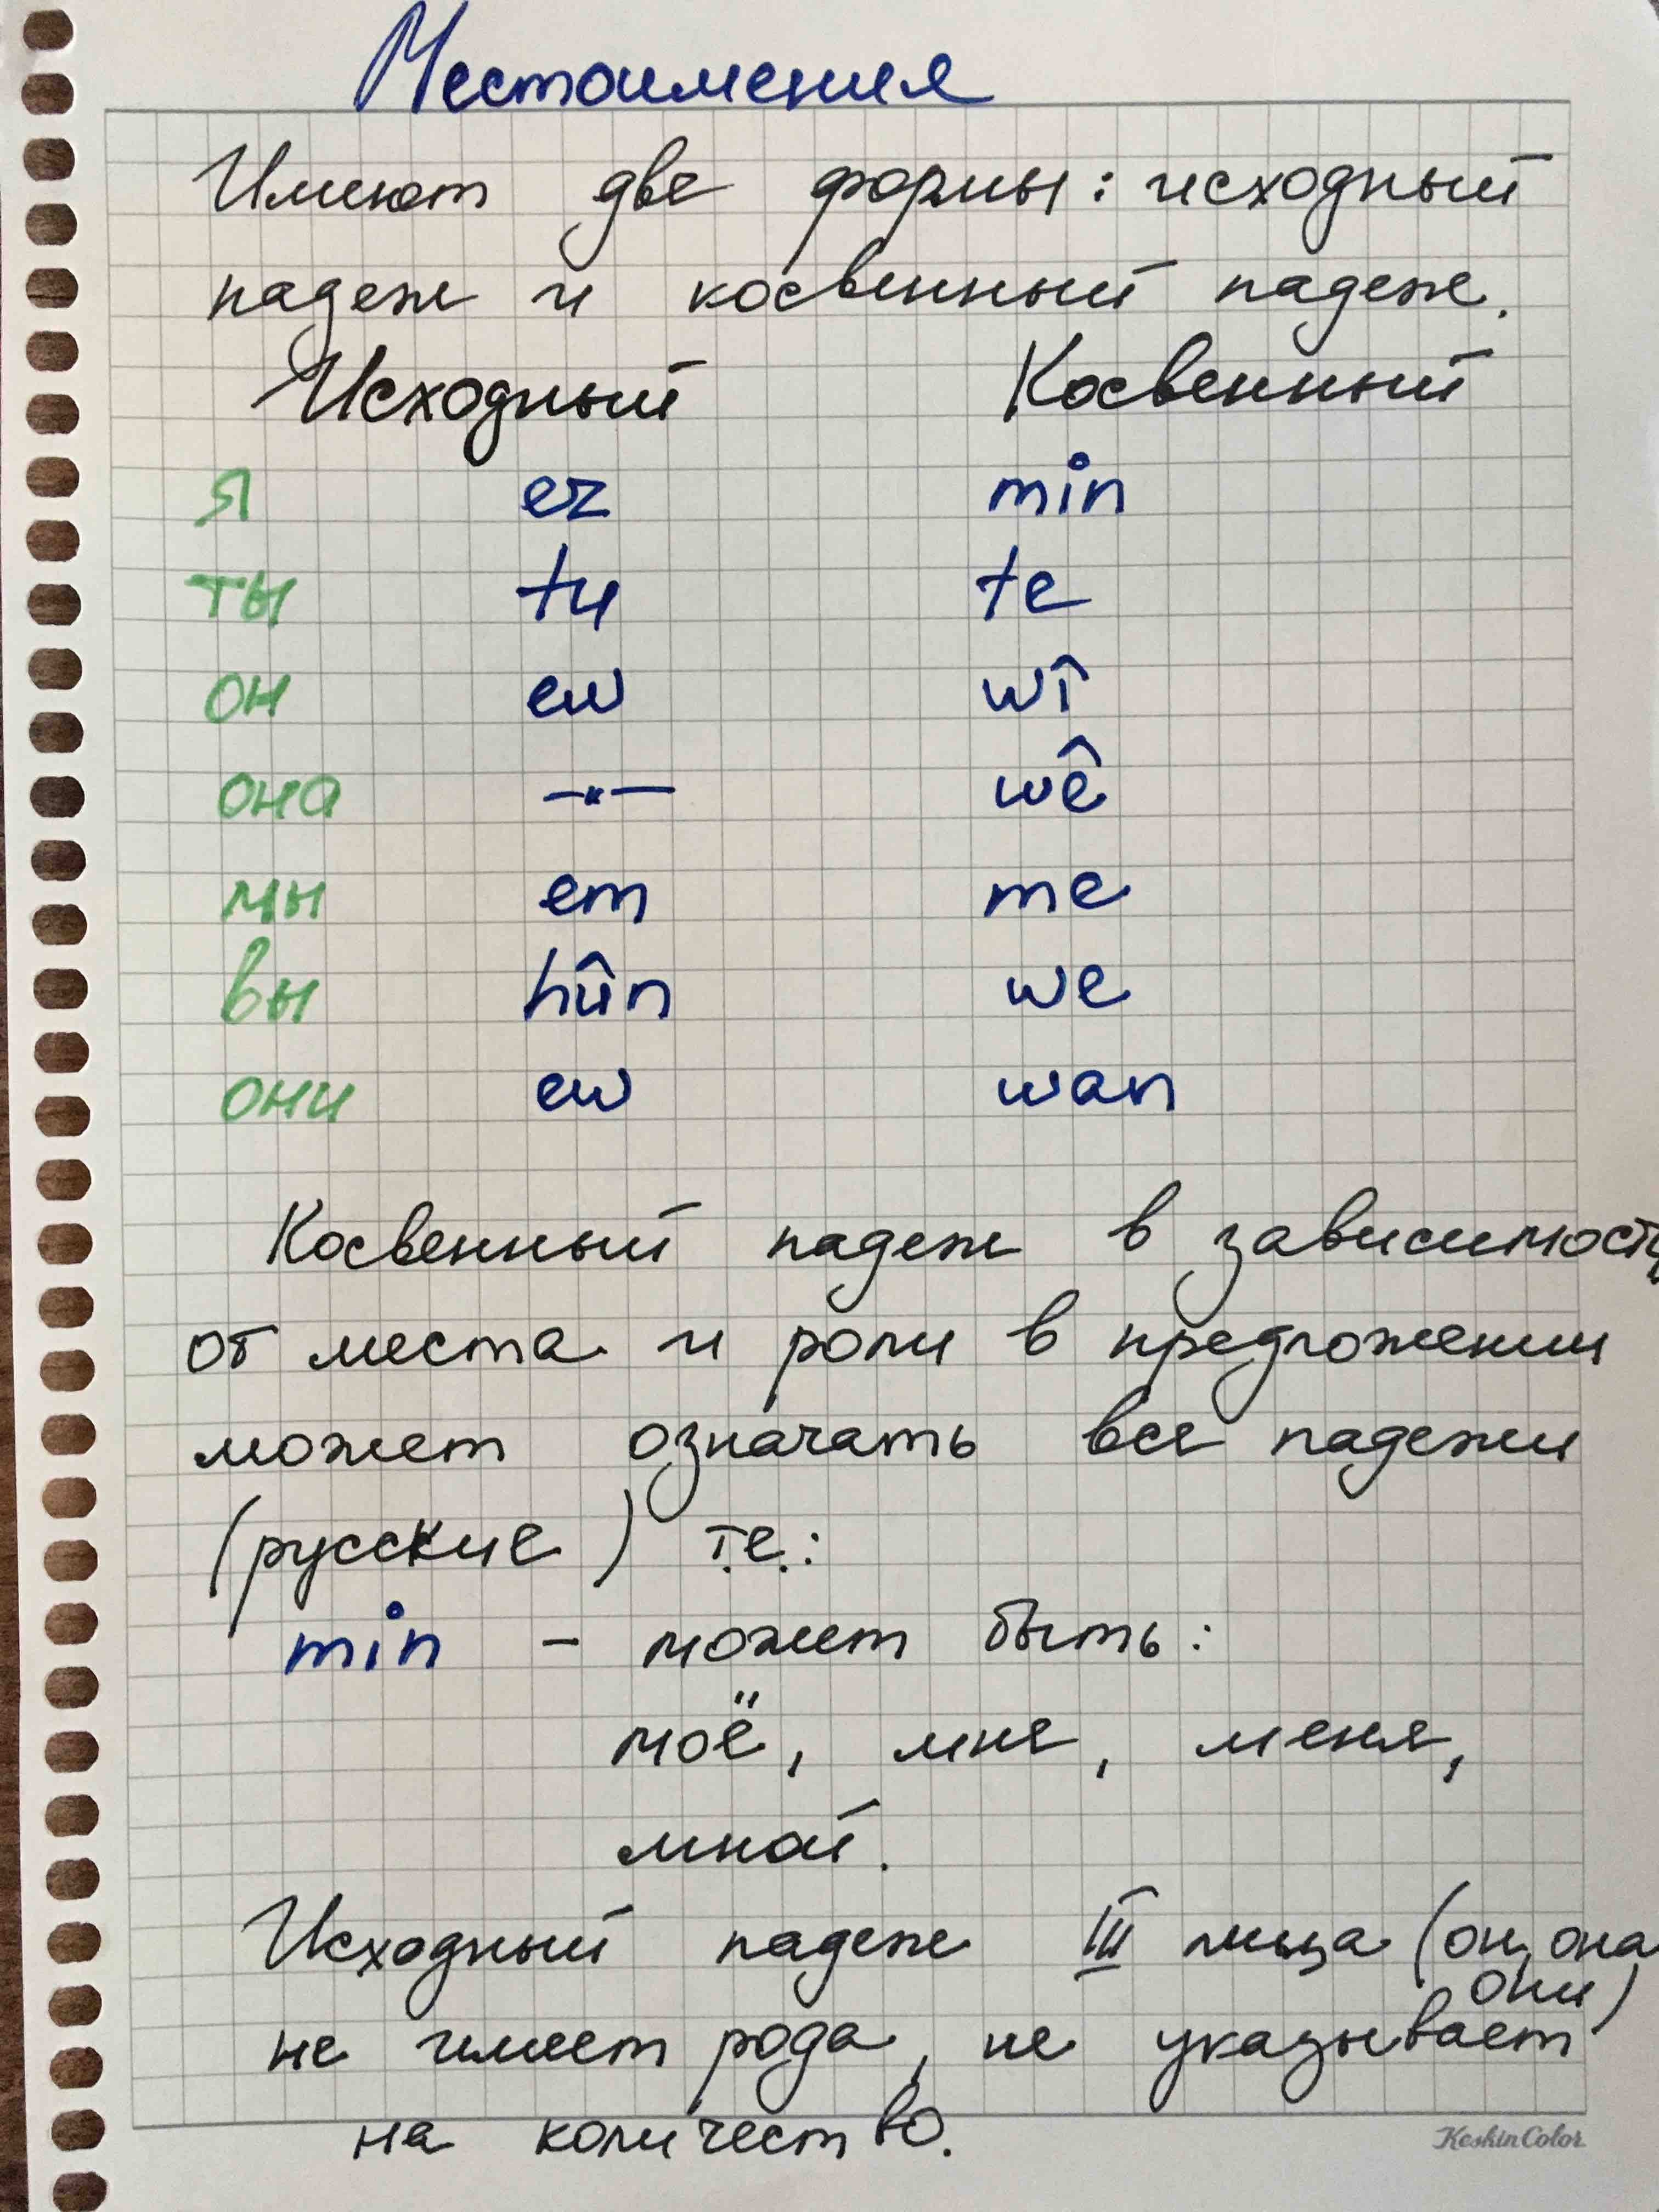 Местоимения
Имеют две формы: исходный
падеж и косвенный падеж.
Исходный Косвенный
я ez min
ты tu te
он ew wî
она —"— wê
мы em me
вы hûn we
они ew wan
Косвенный падеж в зависимости
от места и роли в предложении
может означать все падежи
(русские) т.е.:
min - может быть:
моё, мне, меня,
мной.
Исходный падеж III лица (он, она
они)
не имеет рода, не указывает
на количество.
KeskinColor